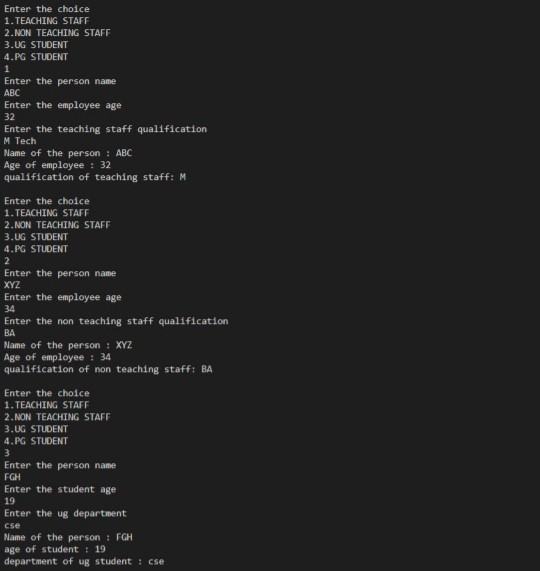 Enter the choice
1.TEACHING STAFF
2.NON TEACHING STAFF
3.UG STUDENT
4.PG STUDENT
1
Enter the person name
ABC
Enter the employee age
32
Enter the teaching staff qualification
M Tech
Name of the person : ABC
Age of employee : 32
qualification of teaching staff: M
Enter the choice
1.TEACHING STAFF
2.NON TEACHING STAFF
3.UG STUDENT
4.PG STUDENT
2
Enter the person name
XYZ
Enter the employee age
34
Enter the non teaching staff qualification
BA
Name of the person : XYZ
Age of employee : 34
qualification of non teaching staff: BA
Enter the choice
1.TEACHING STAFF
2.NON TEACHING STAFF
3.UG STUDENT
4.PG STUDENT
3
Enter the person name
FGH
Enter the student age
19
Enter the ug department
cse
Name of the person : FGH
age of student : 19
department of ug student : cse